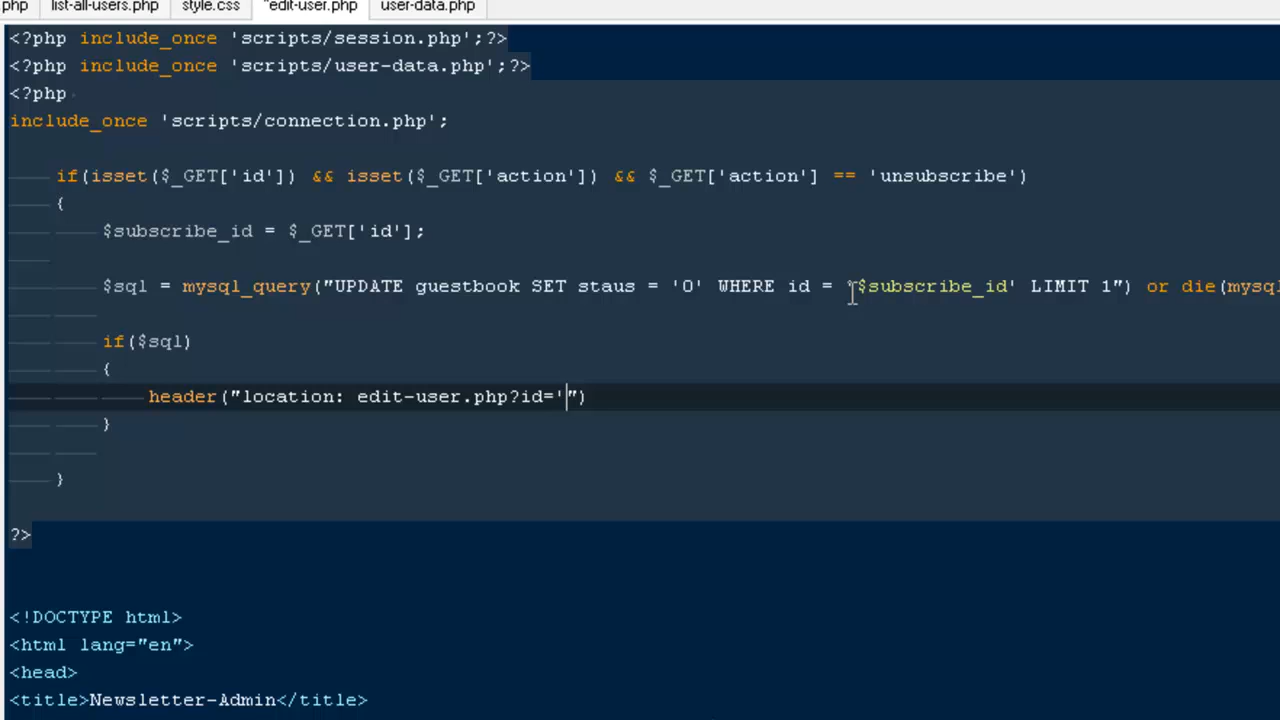 .php list-all-users.php style.css "edit-user.php user-data.php
<?php include_once 'scripts/session.php';?>
<?php include_once 'scripts/user-data.php';?>
<?php
include_once 'scripts/connection.php';
if(isset($_GET['id']) && isset($_GET['action']) && $_GET['action'] == 'unsubscribe')
{
$subscribe_id = $_GET['id'];
$sql = mysql_query("UPDATE guestbook SET staus = '0' WHERE id = '$subscribe_id' LIMIT 1") or die(mysql
if($sql)
{
header("location: edit-user.php?id='")
}
}
?>
<!DOCTYPE html>
<html lang="en">
<head>
<title>Newsletter-Admin</title>